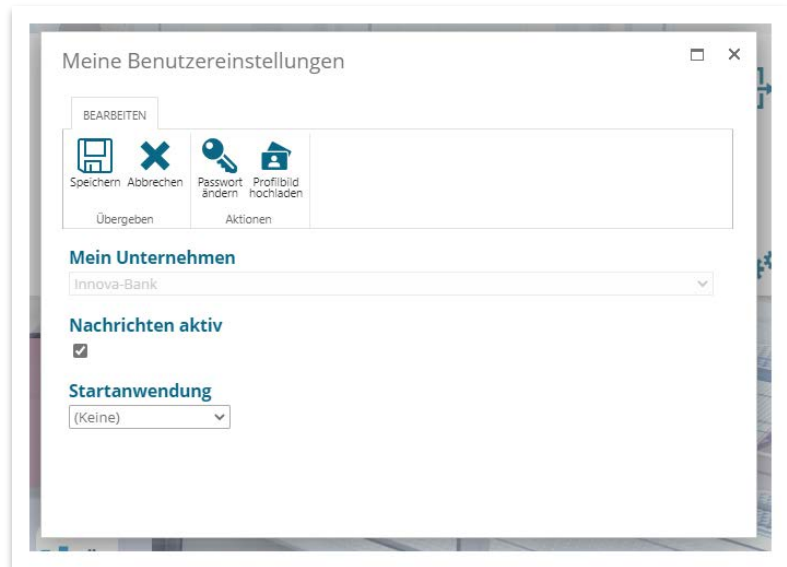 Meine Benutzereinstellungen
BEARBEITEN
Speichern Abbrechen Passwort ändern Profilbild hochladen
Übergeben Aktionen
Mein Unternehmen
Innova-Bank
Nachrichten aktiv
Startanwendung
(Keine)